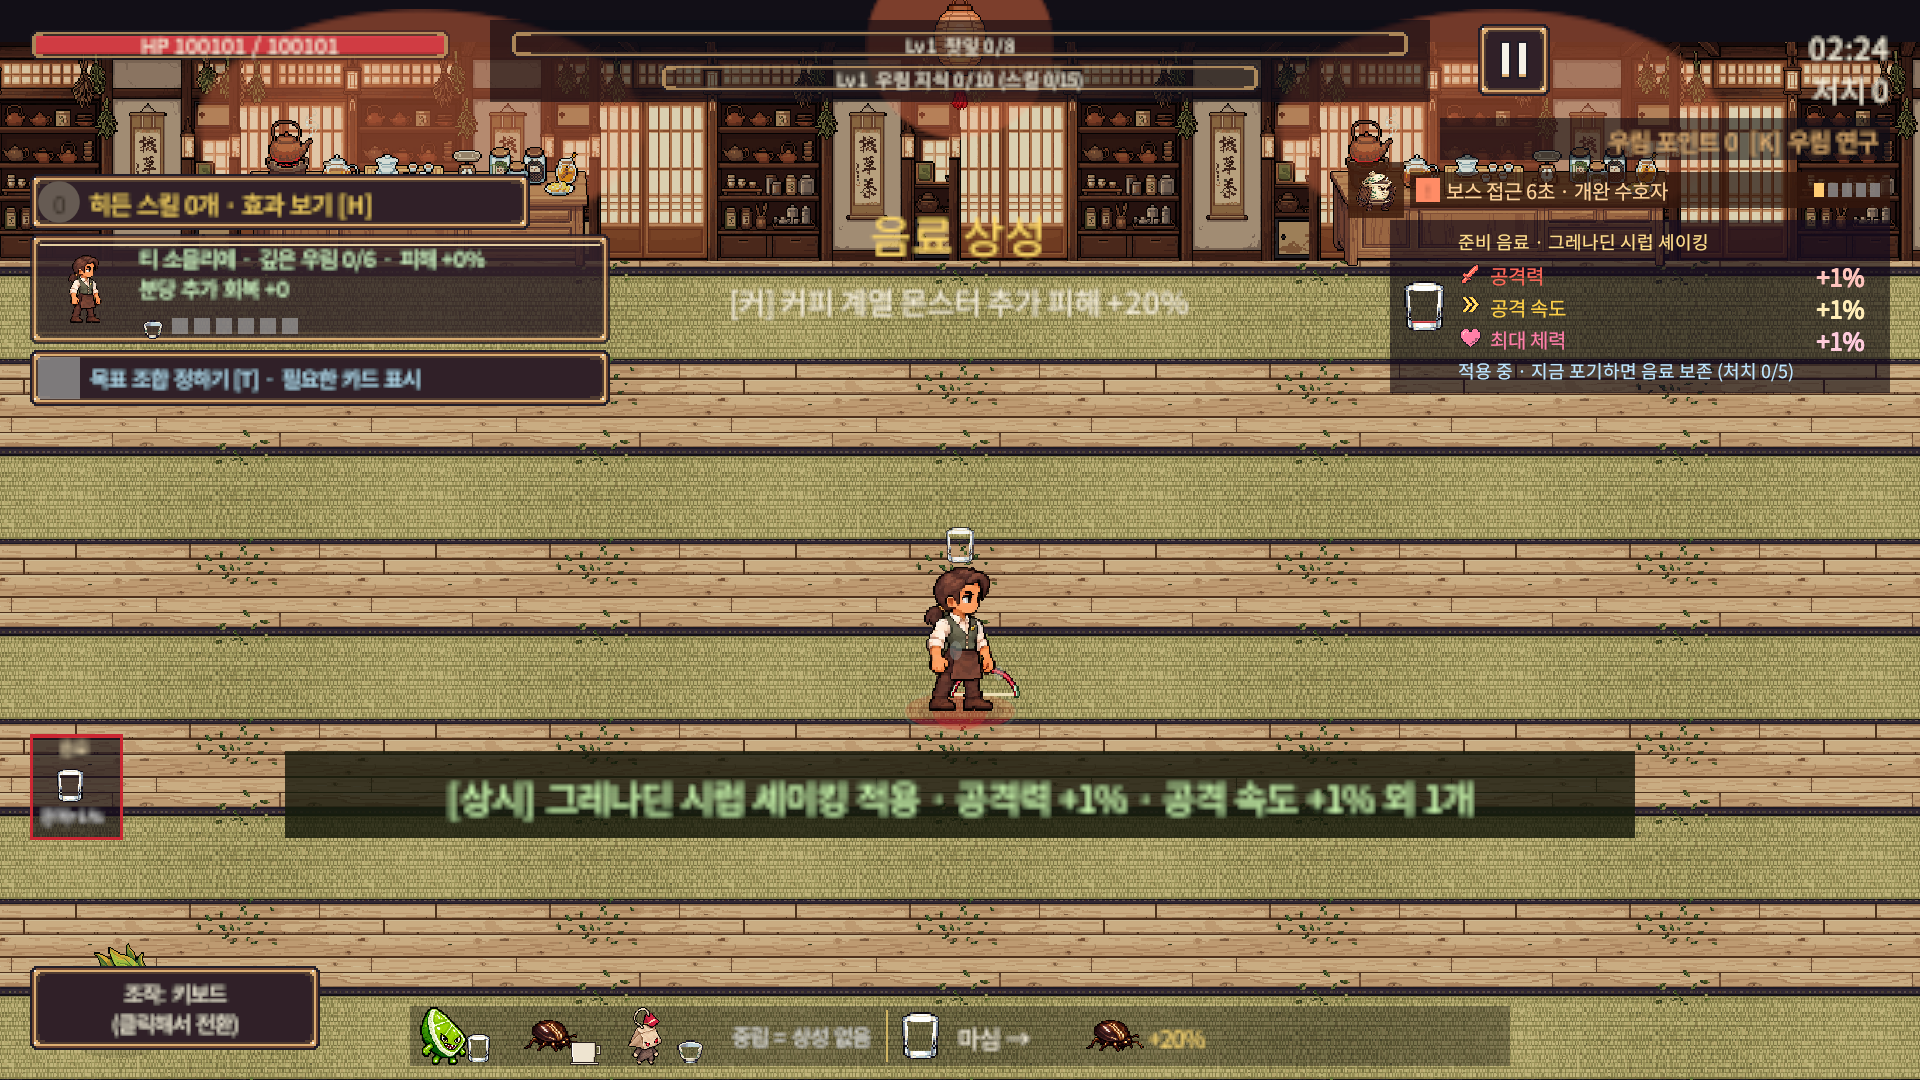 HP 100101 / 100101
Lv1 찻잎 0/8
Lv1 우림 지식 0/10 (스킬 0/15)
02:24
저치 0
우림 포인트 0 [K] 우림 연구
보스 접근 6초 · 개완 수호자
0 히든 스킬 0개 · 효과 보기 [H]
티 소믈리에 - 깊은 우림 0/6 - 피해 +0%
분당 추가 회복 +0
목표 조합 정하기 [T] - 필요한 카드 표시
음료 상성
[커] 커피 계열 몬스터 추가 피해 +20%
준비 음료 · 그레나딘 시럽 셰이킹
공격력 +1%
공격 속도 +1%
최대 체력 +1%
적용 중 · 지금 포기하면 음료 보존 (처치 0/5)
[상시] 그레나딘 시럽 셰이킹 적용 · 공격력 +1% · 공격 속도 +1% 외 1개
조작: 키보드
(클릭해서 전환)
중립 = 상성 없음
마심 →
+20%